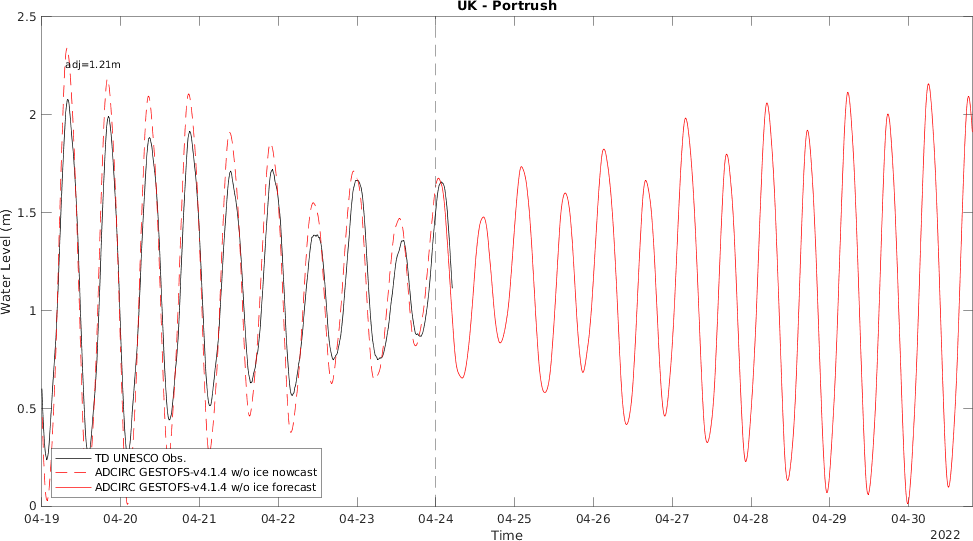 UK - Portrush
2.5
adj=1.21m
2
1.5
Water Level (m)
1
0.5
TD UNESCO Obs.
ADCIRC GESTOFS-v4.1.4 w/o ice nowcast
ADCIRC GESTOFS-v4.1.4 w/o ice forecast
0
04-19 04-20 04-21 04-22 04-23 04-24 04-25 04-26 04-27 04-28 04-29 04-30
Time
2022